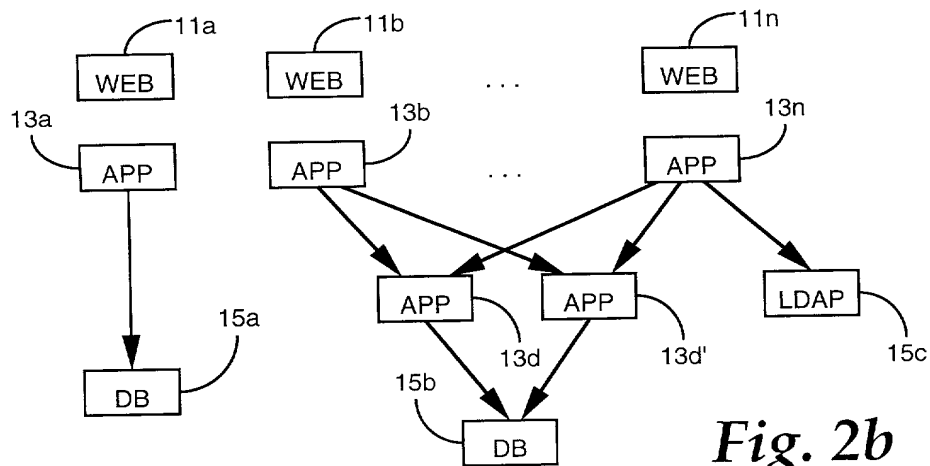 11a 11b 11n
WEB WEB ... WEB
13a 13b 13n
APP APP ... APP
APP APP LDAP
15a 13d 13d' 15c
DB 15b
DB
Fig. 2b